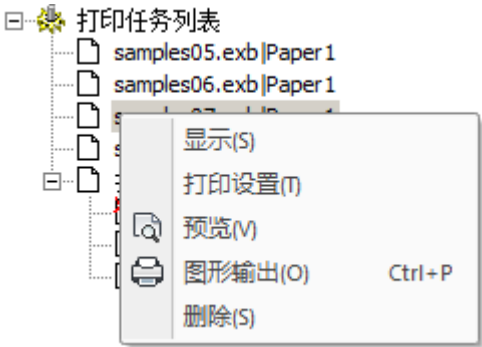 打印任务列表
samples05.exb|Paper1
samples06.exb|Paper1
显示(S)
打印设置(T)
预览(V)
图形输出(O) Ctrl+P
删除(S)